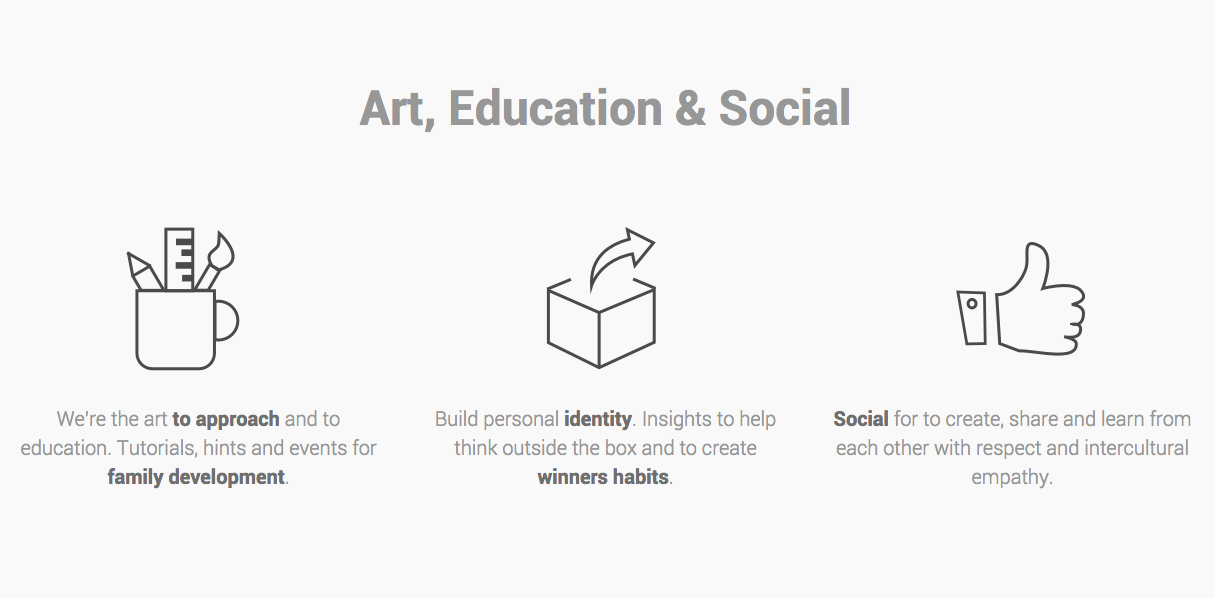 Art, Education & Social
We're the art to approach and to
education. Tutorials, hints and events for
family development.
Build personal identity. Insights to help
think outside the box and to create
winners habits.
Social for to create, share and learn from
each other with respect and intercultural
empathy.